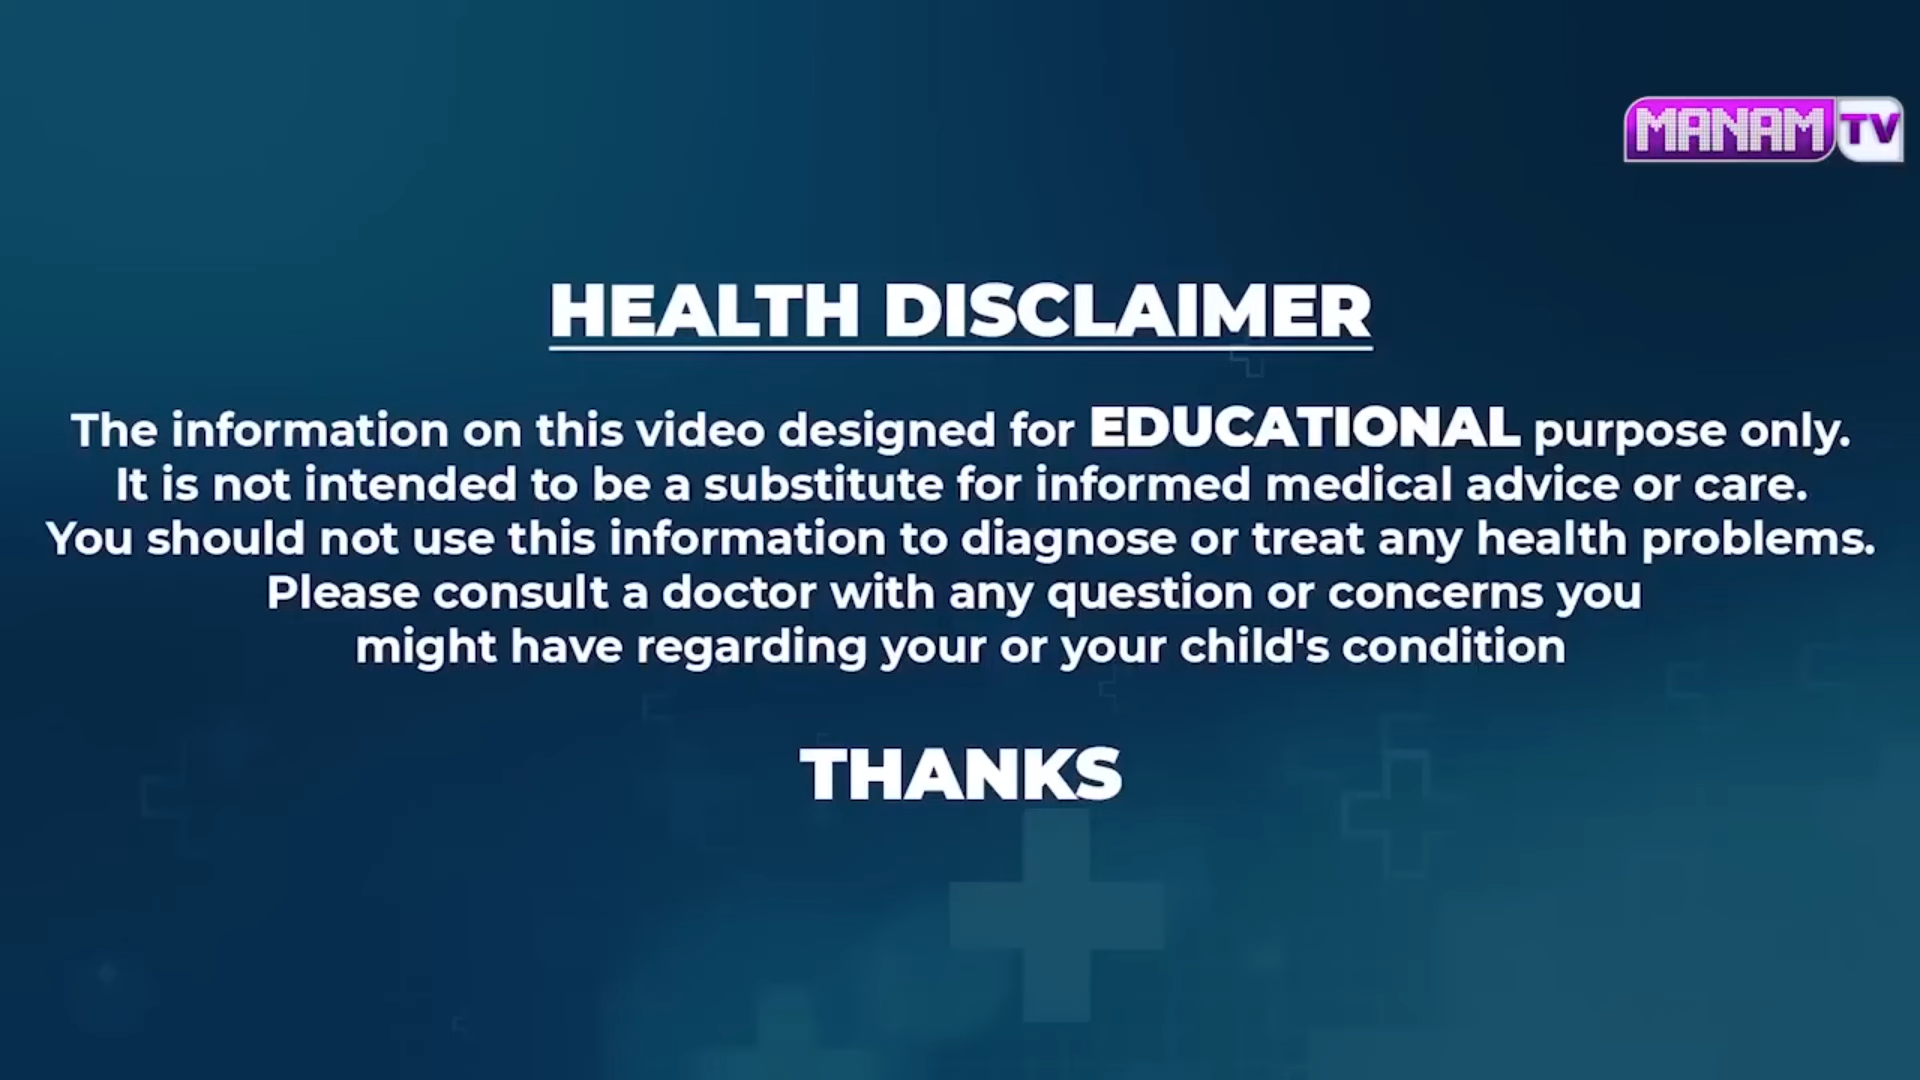 MANAM TV
HEALTH DISCLAIMER
The information on this video designed for EDUCATIONAL purpose only.
It is not intended to be a substitute for informed medical advice or care.
You should not use this information to diagnose or treat any health problems.
Please consult a doctor with any question or concerns you
might have regarding your or your child's condition
THANKS